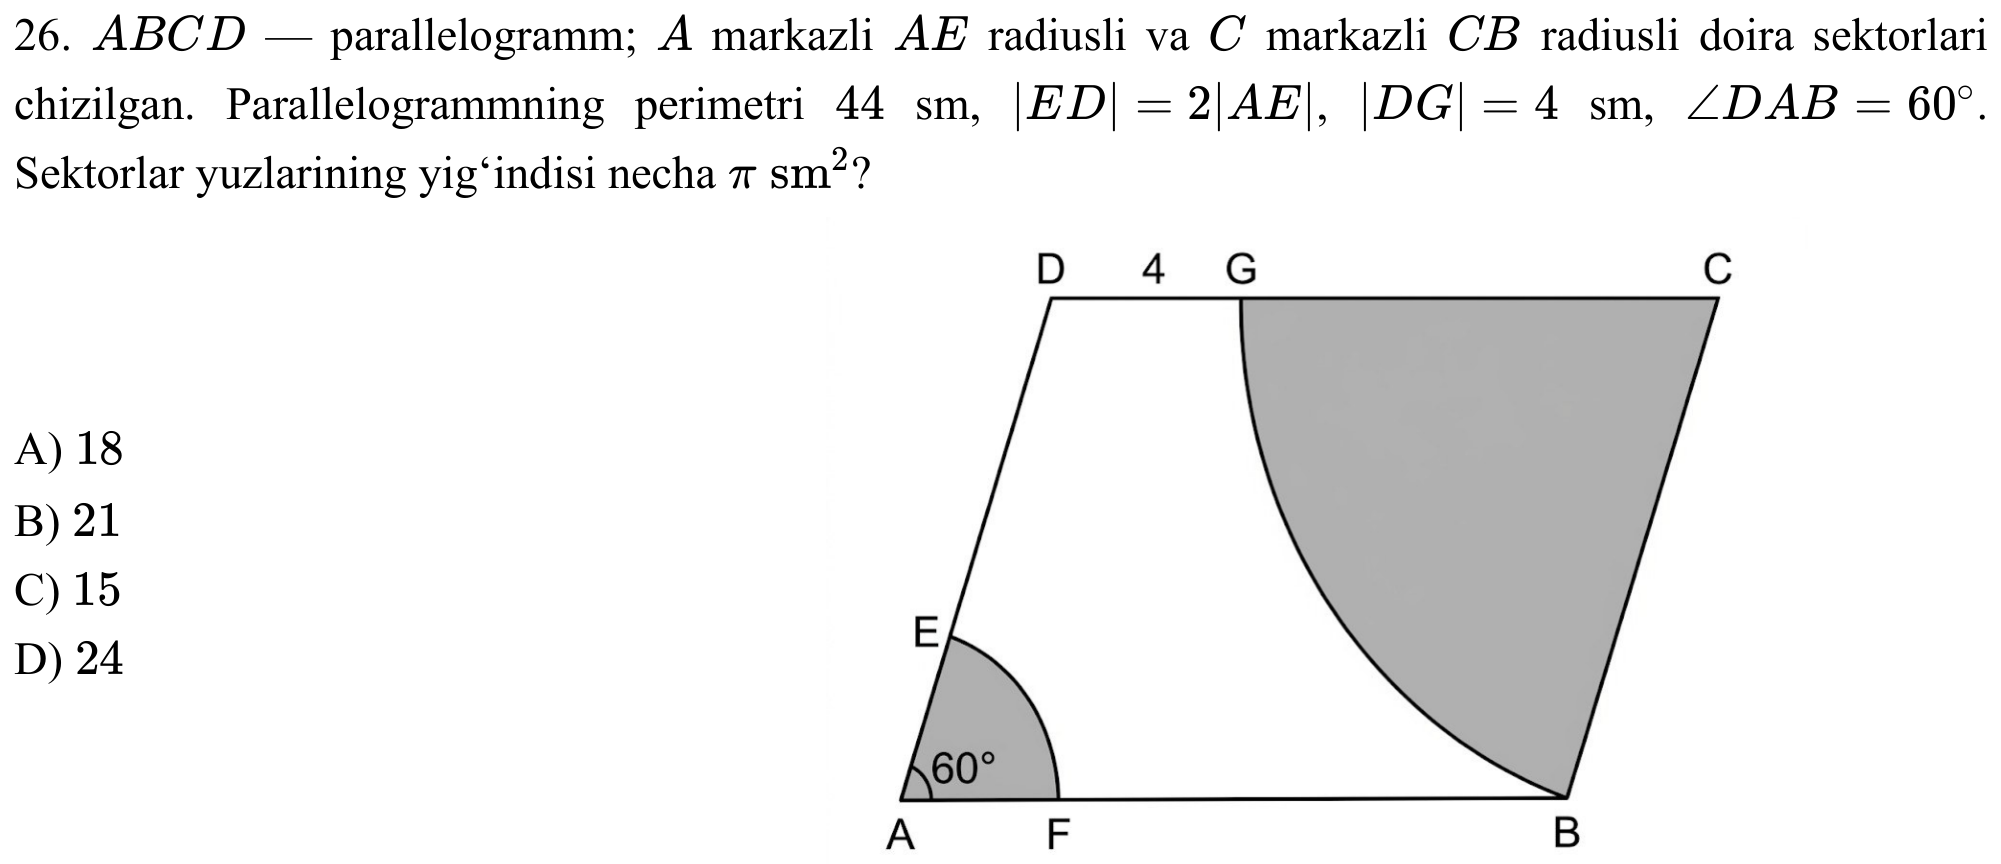 26. ABCD — parallelogramm; A markazli AE radiusli va C markazli CB radiusli doira sektorlari
chizilgan. Parallelogrammning perimetri 44 sm, |ED| = 2|AE|, |DG| = 4 sm, ∠DAB = 60°.
Sektorlar yuzlarining yig‘indisi necha π sm²?
D 4 G C
A) 18
B) 21
C) 15
E
D) 24
60°
A F B